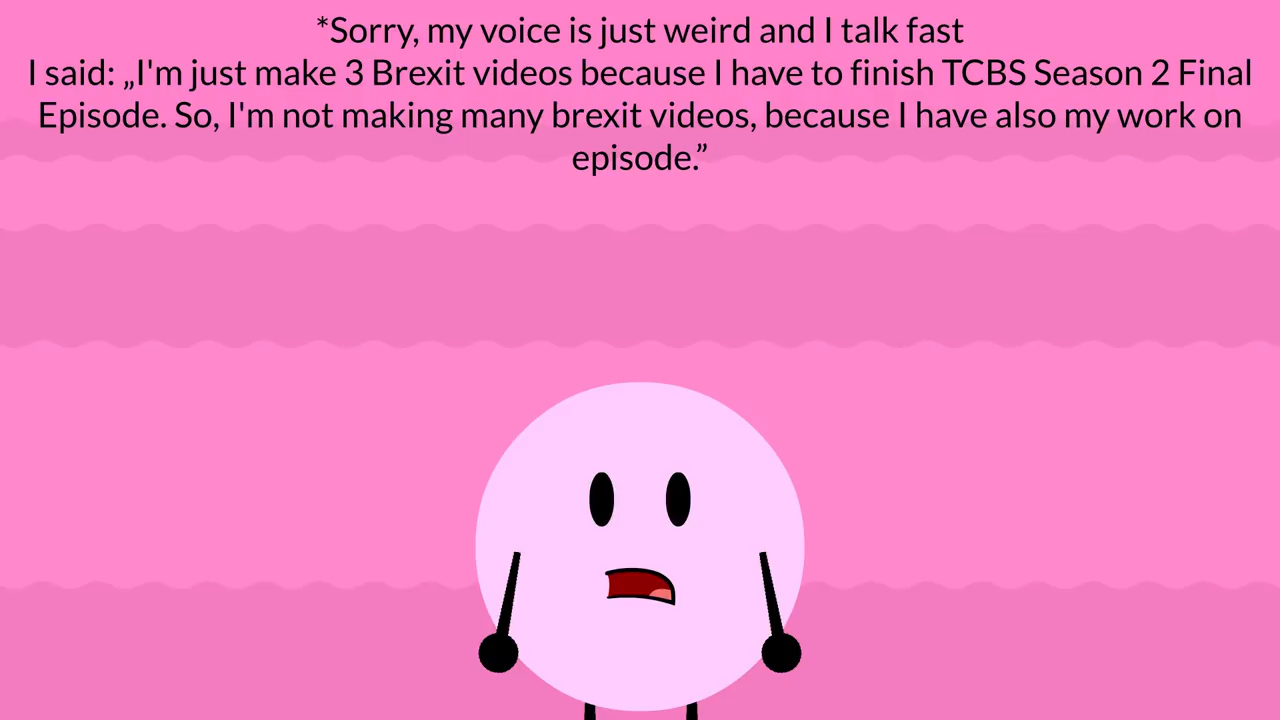 *Sorry, my voice is just weird and I talk fast
I said: „I'm just make 3 Brexit videos because I have to finish TCBS Season 2 Final
Episode. So, I'm not making many brexit videos, because I have also my work on
episode.”